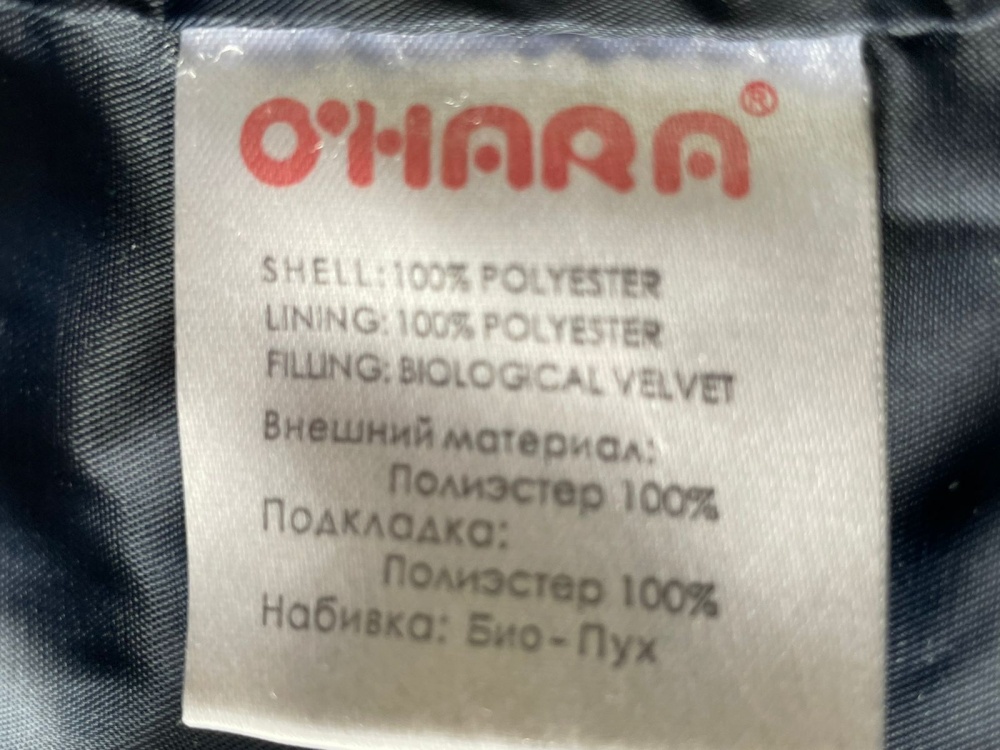 O'HARA®
SHELL: 100% POLYESTER
LINING: 100% POLYESTER
FILLING: BIOLOGICAL VELVET
Внешний материал:
Полиэстер 100%
Подкладка:
Полиэстер 100%
Набивка: Био-Пух